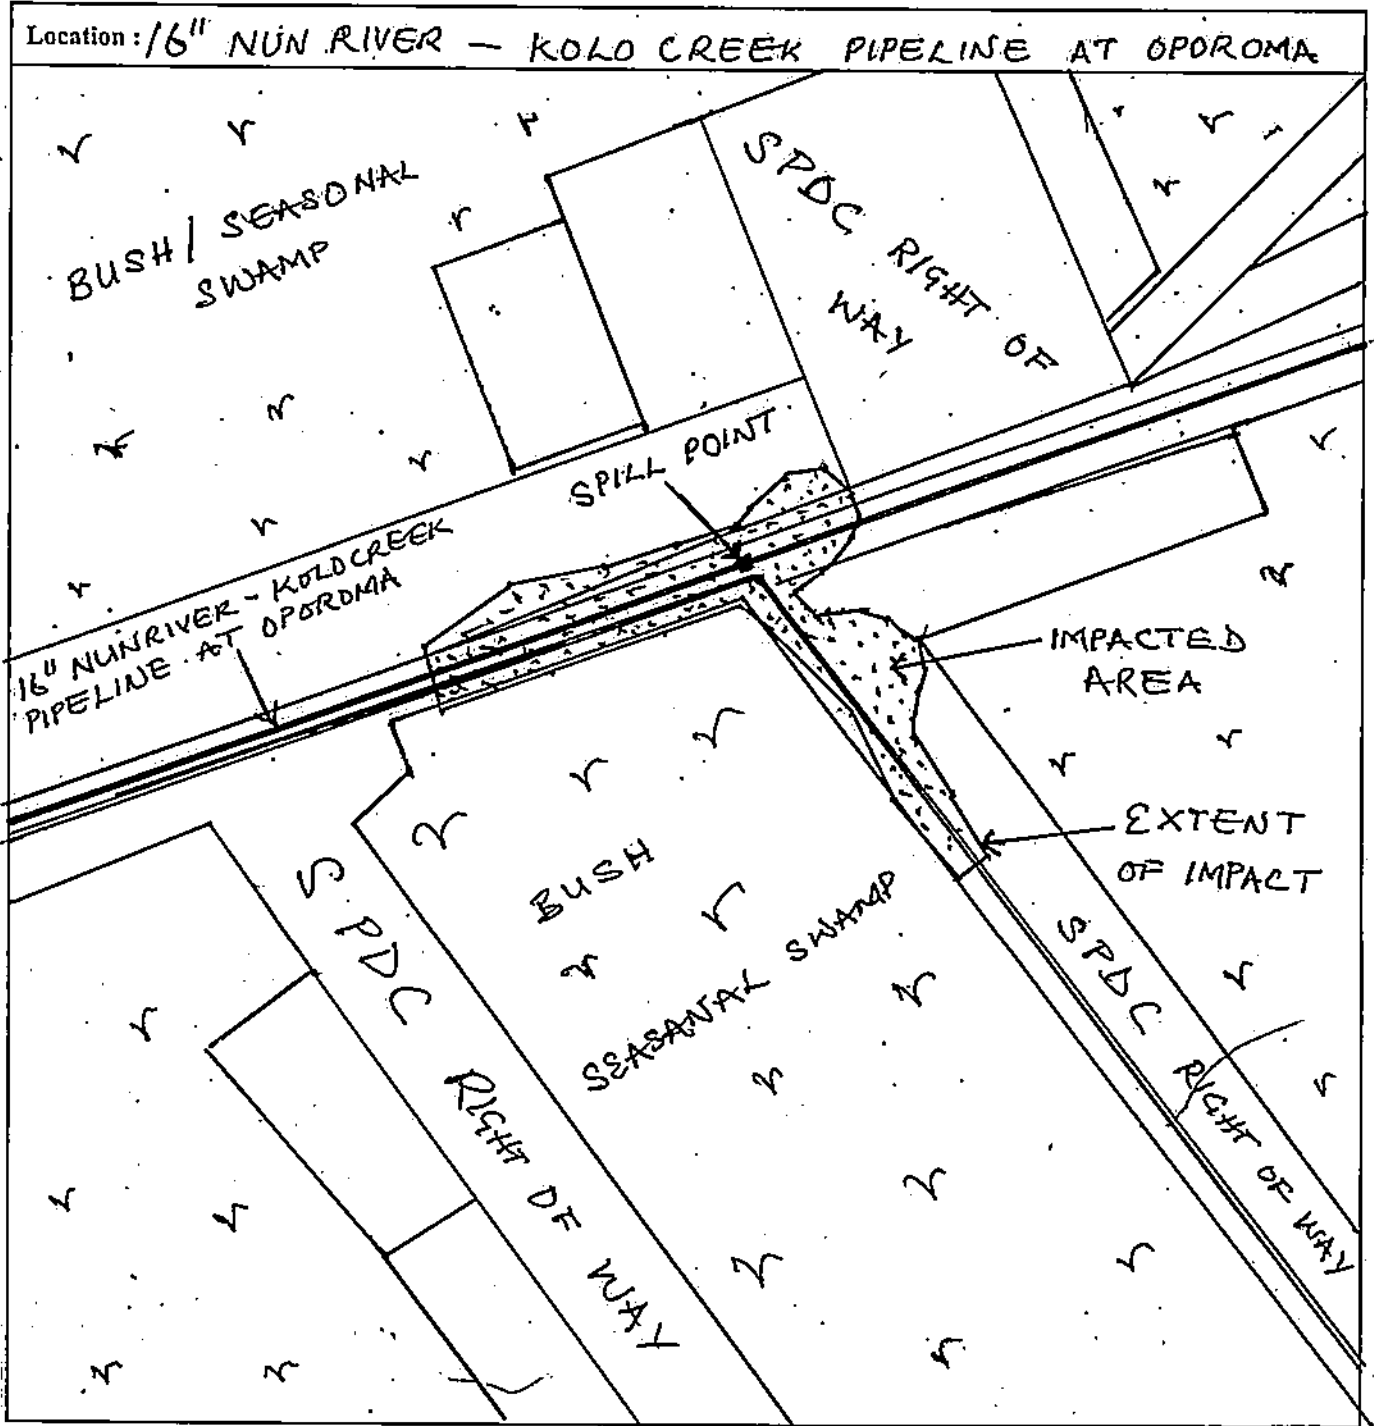 Location : 16" NUN RIVER — KOLO CREEK PIPELINE AT OPOROMA
BUSH / SEASONAL
SWAMP
SPDC RIGHT OF
WAY
SPILL POINT
16" NUNRIVER - KOLOCREEK
PIPELINE AT OPOROMA
IMPACTED
AREA
EXTENT
OF IMPACT
BUSH
SEASANAL SWAMP
SPDC RIGHT OF WAY
SPDC RIGHT OF WAY